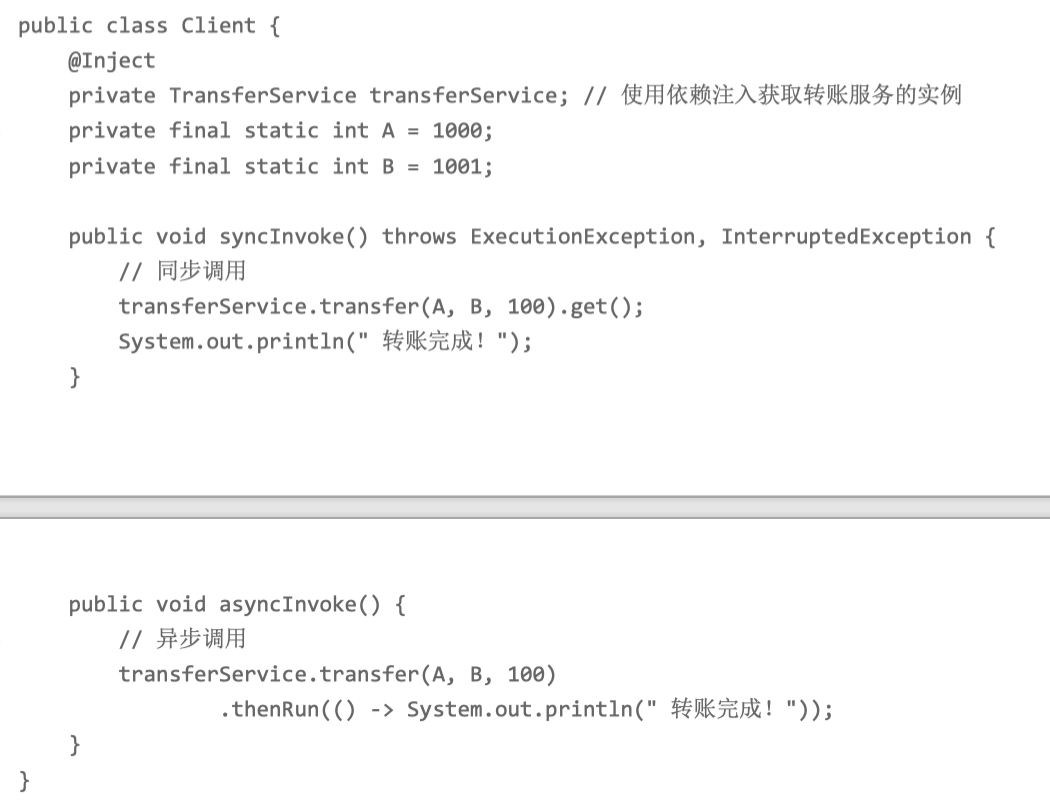 public class Client {
    @Inject
    private TransferService transferService; // 使用依赖注入获取转账服务的实例
    private final static int A = 1000;
    private final static int B = 1001;

    public void syncInvoke() throws ExecutionException, InterruptedException {
        // 同步调用
        transferService.transfer(A, B, 100).get();
        System.out.println(" 转账完成！");
    }

    public void asyncInvoke() {
        // 异步调用
        transferService.transfer(A, B, 100)
                .thenRun(() -> System.out.println(" 转账完成！"));
    }
}